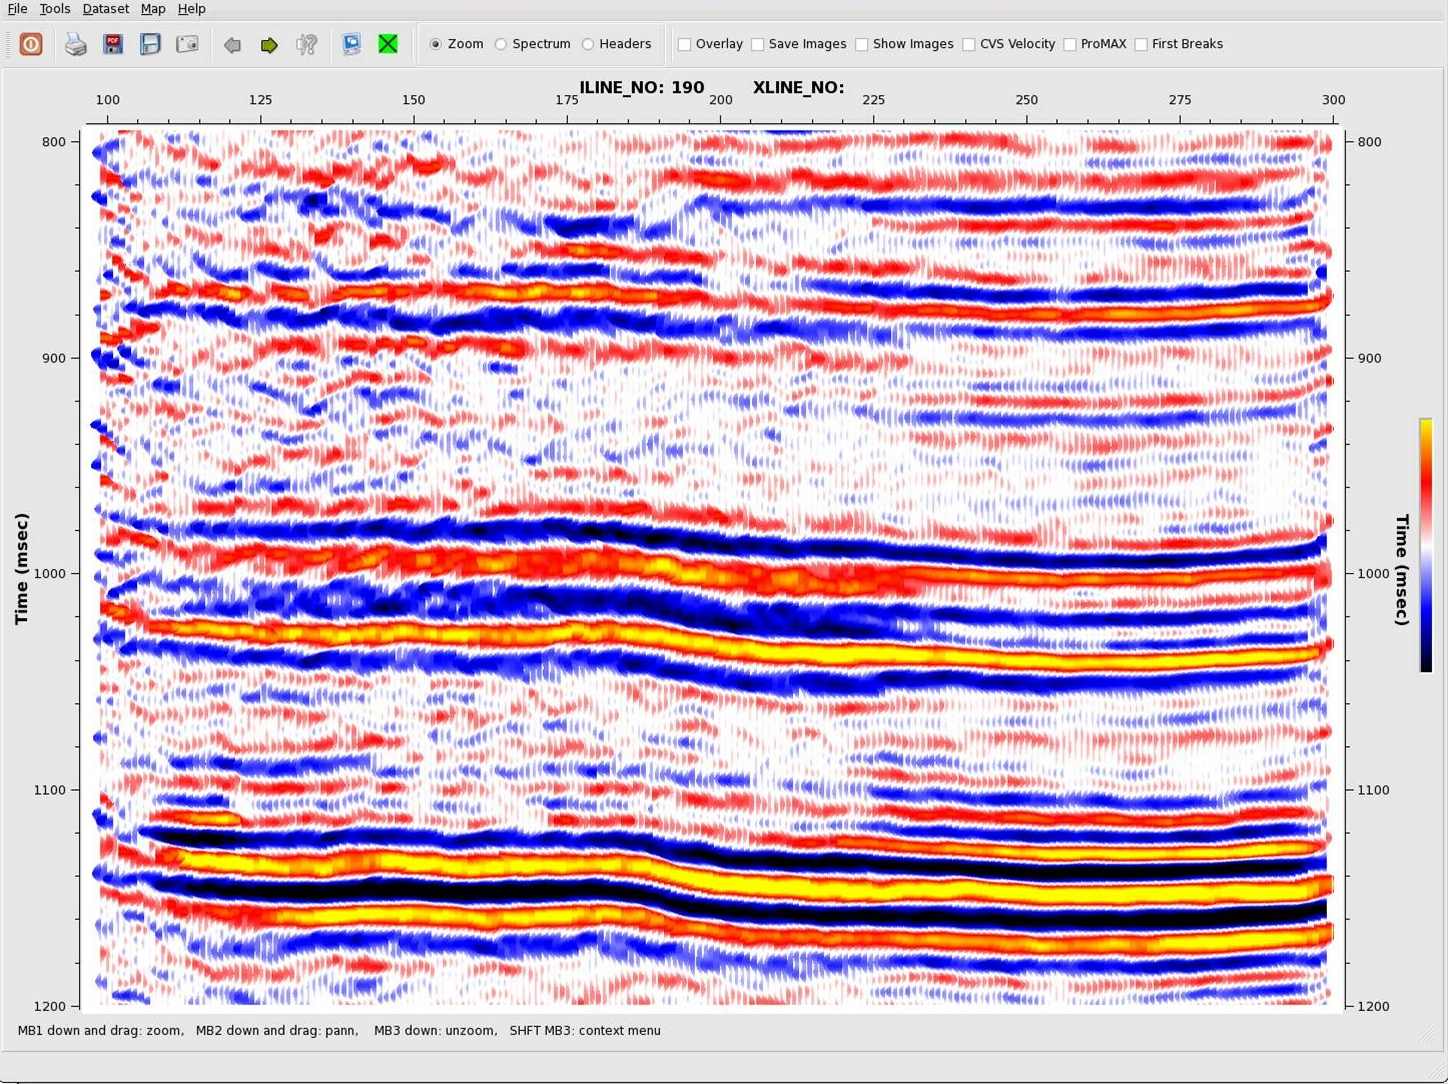 File Tools Dataset Map Help
PDF Zoom Spectrum Headers Overlay Save Images Show Images CVS Velocity ProMAX First Breaks
ILINE_NO: 190 XLINE_NO:
100 125 150 175 200 225 250 275 300
800 800
900 900
Time (msec) Time (msec)
1000 1000
1100 1100
1200 1200
MB1 down and drag: zoom, MB2 down and drag: pann, MB3 down: unzoom, SHFT MB3: context menu